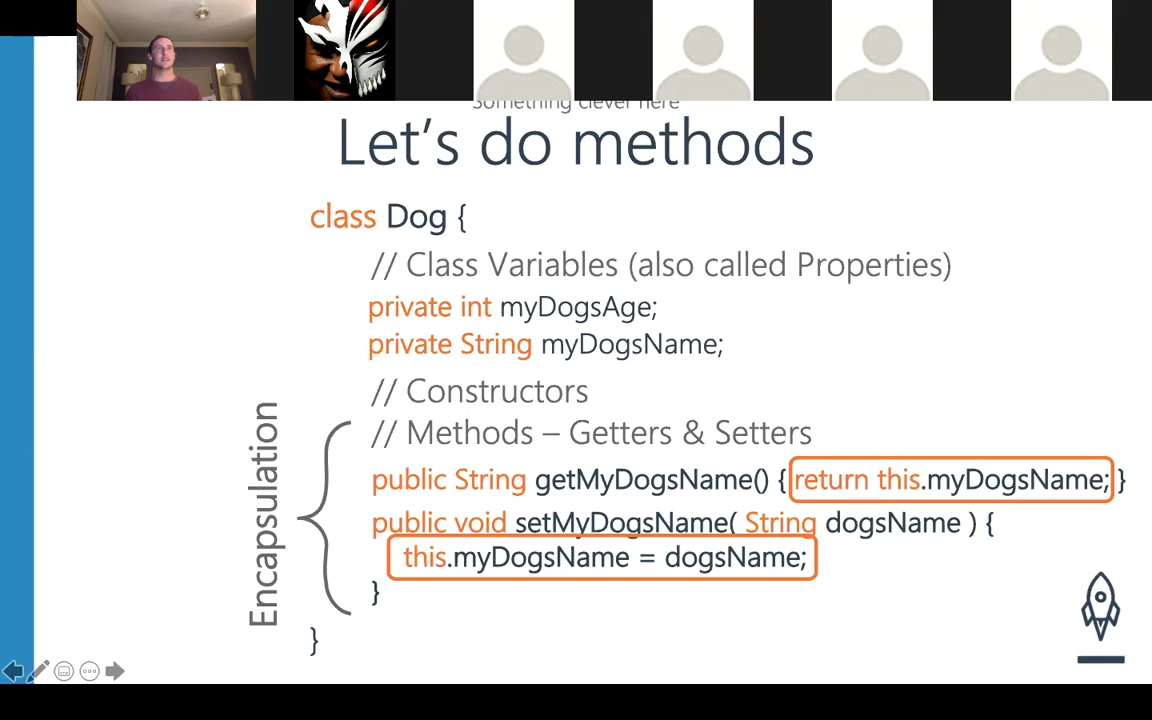 Something clever here
Let's do methods
class Dog {
// Class Variables (also called Properties)
private int myDogsAge;
private String myDogsName;
// Constructors
// Methods – Getters & Setters
public String getMyDogsName() { return this.myDogsName; }
public void setMyDogsName( String dogsName ) {
this.myDogsName = dogsName;
}
}
Encapsulation